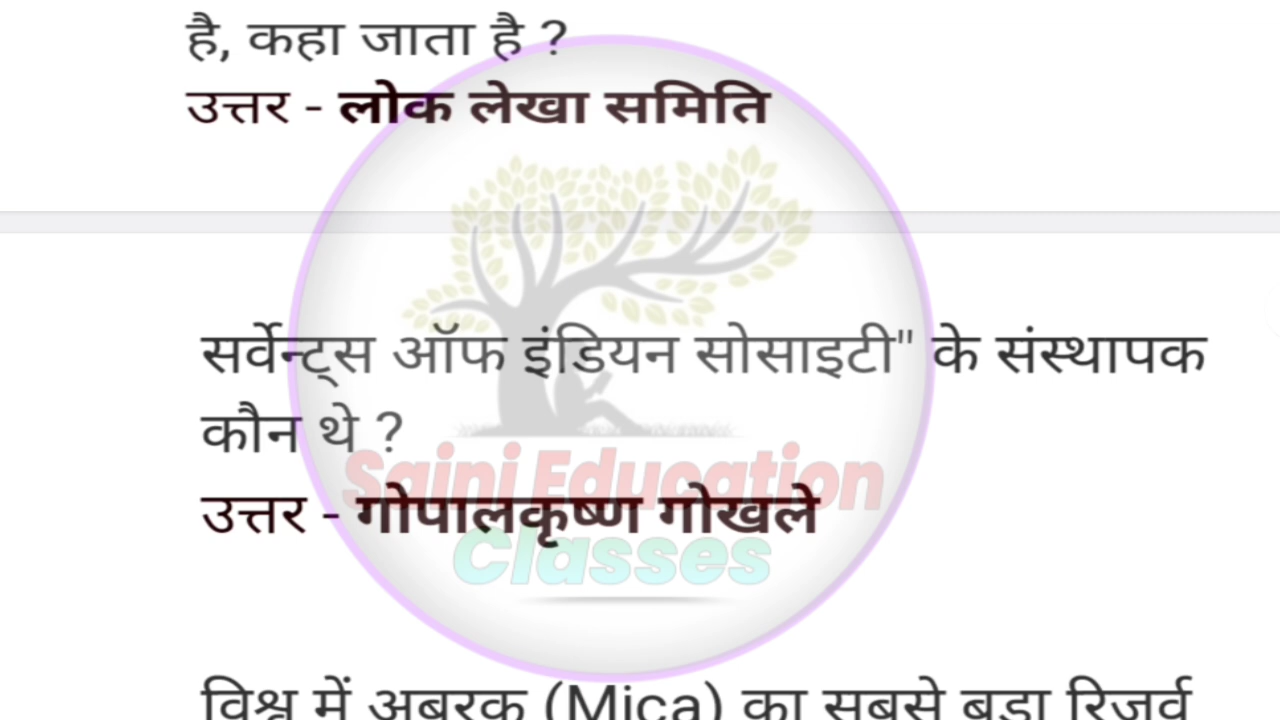 है, कहा जाता है ?
उत्तर - लोक लेखा समिति
सर्वेन्ट्स ऑफ इंडियन सोसाइटी" के संस्थापक
कौन थे ?
Saini Education
उत्तर - गोपालकृष्ण गोखले
Classes
विश्व में अबरक (Mica) का सबसे बड़ा रिजर्व